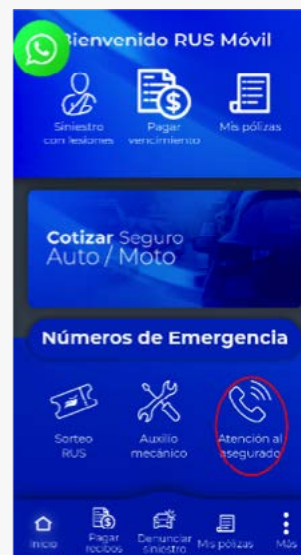 Bienvenido RUS Móvil
Siniestro
con lesiones
Pagar
vencimiento
Mis pólizas
Cotizar Seguro
Auto / Moto
Números de Emergencia
Sorteo
RUS
Auxilio
mecánico
Atención al
asegurado
Inicio
Pagar
recibos
Denunciar
siniestro
Mis pólizas
Más